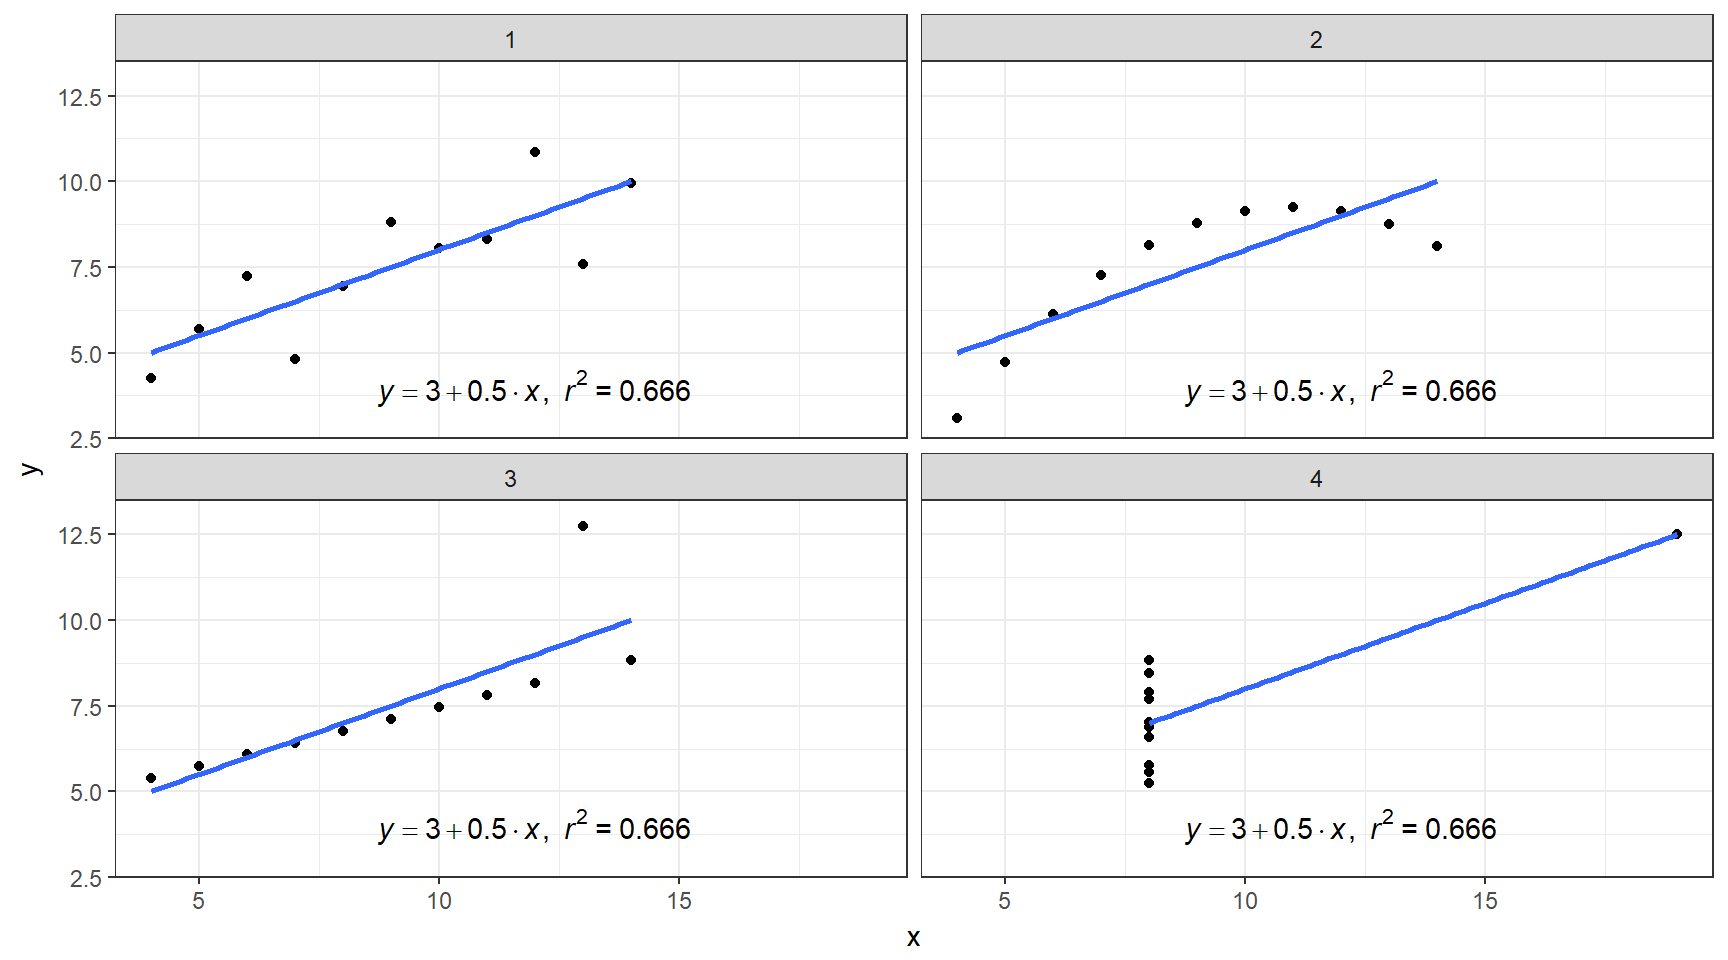 1
2
12.5
10.0
7.5
5.0
2.5
y = 3 + 0.5 · x, r² = 0.666
y = 3 + 0.5 · x, r² = 0.666
y
3
4
12.5
10.0
7.5
5.0
2.5
y = 3 + 0.5 · x, r² = 0.666
y = 3 + 0.5 · x, r² = 0.666
5 10 15
5 10 15
x